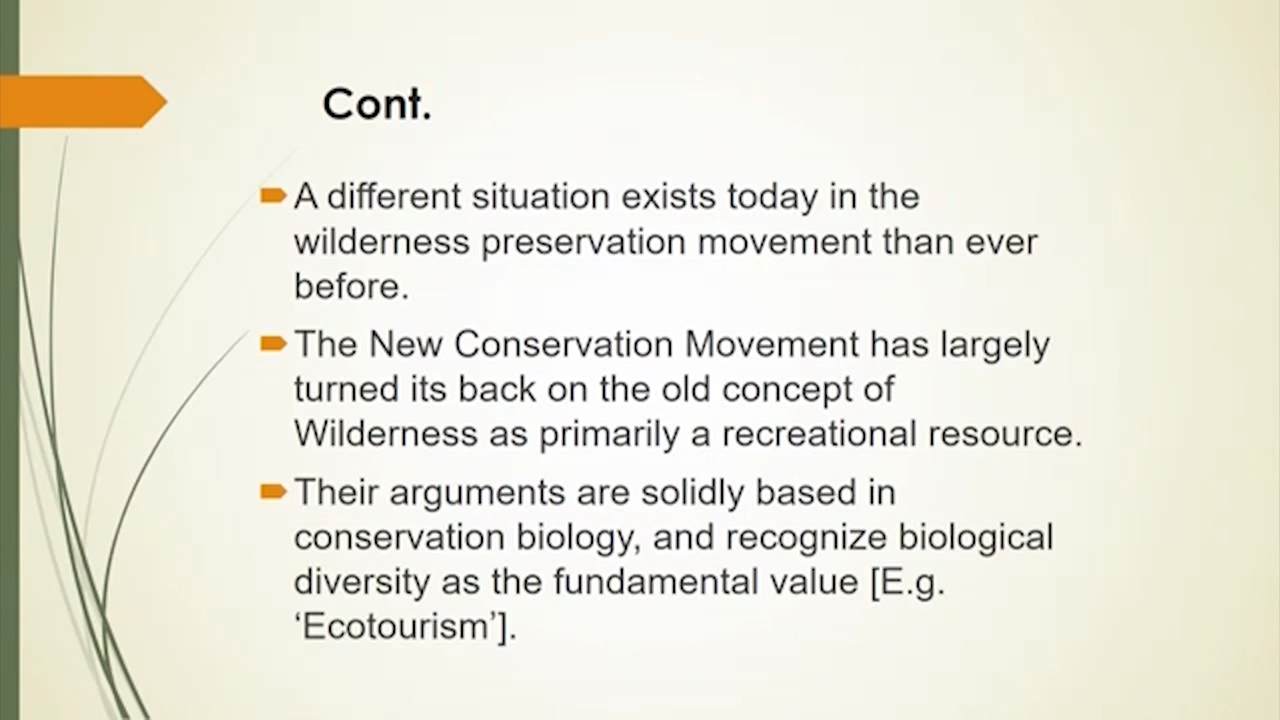 Cont.
A different situation exists today in the
wilderness preservation movement than ever
before.
The New Conservation Movement has largely
turned its back on the old concept of
Wilderness as primarily a recreational resource.
Their arguments are solidly based in
conservation biology, and recognize biological
diversity as the fundamental value [E.g.
‘Ecotourism’].